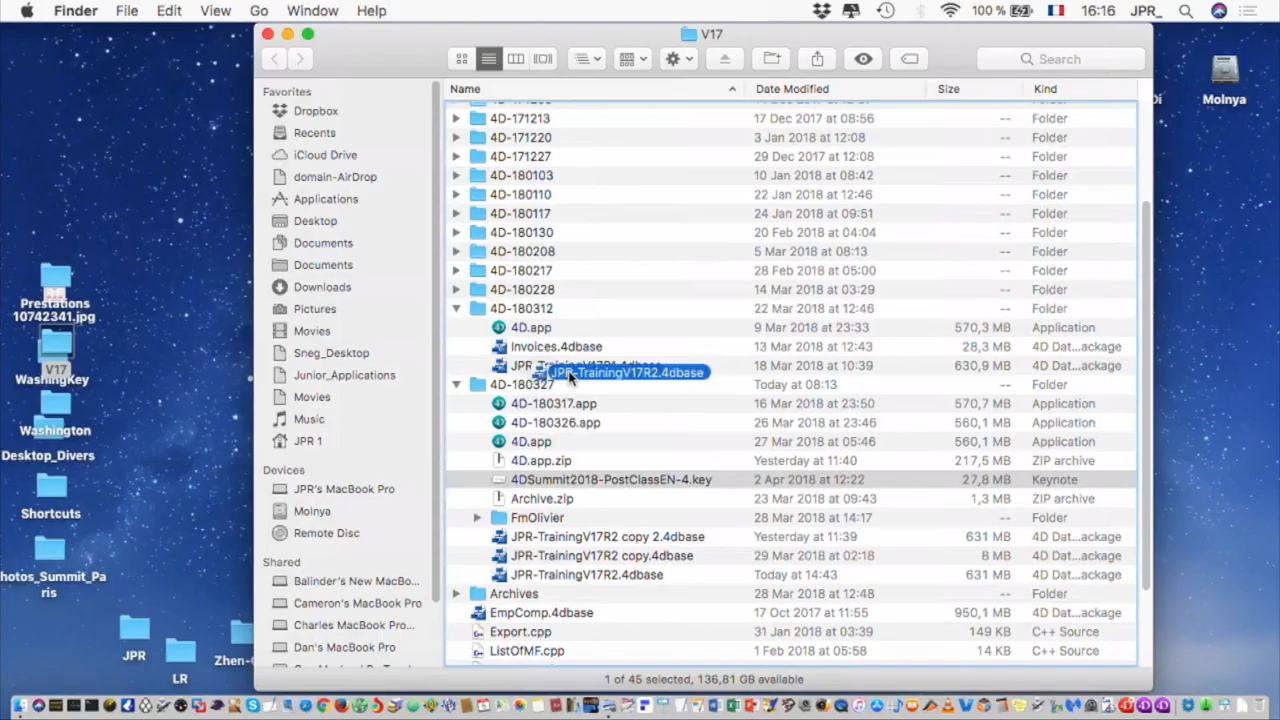 Finder File Edit View Go Window Help 100 % 16:16 JPR_
V17
Search
Favorites
Dropbox
Recents
iCloud Drive
domain-AirDrop
Applications
Desktop
Documents
Documents
Downloads
Pictures
Movies
Sneg_Desktop
Junior_Applications
Movies
Music
JPR 1
Devices
JPR's MacBook Pro
Molnya
Remote Disc
Shared
Balinder's New MacBo...
Cameron's MacBook Pro
Charles MacBook Pro...
Dan's MacBook Pro
Name Date Modified Size Kind
4D-171213 17 Dec 2017 at 08:56 -- Folder
4D-171220 3 Jan 2018 at 12:08 -- Folder
4D-171227 29 Dec 2017 at 12:08 -- Folder
4D-180103 10 Jan 2018 at 08:42 -- Folder
4D-180110 22 Jan 2018 at 12:46 -- Folder
4D-180117 24 Jan 2018 at 09:51 -- Folder
4D-180130 20 Feb 2018 at 04:04 -- Folder
4D-180208 5 Mar 2018 at 08:13 -- Folder
4D-180217 28 Feb 2018 at 05:00 -- Folder
4D-180228 14 Mar 2018 at 03:29 -- Folder
4D-180312 22 Mar 2018 at 12:46 -- Folder
4D.app 9 Mar 2018 at 23:33 570,3 MB Application
Invoices.4dbase 13 Mar 2018 at 12:43 28,3 MB 4D Dat...ackage
JPR-TrainingV17R1.4dbase 18 Mar 2018 at 10:39 630,9 MB 4D Dat...ackage
JPR-TrainingV17R2.4dbase
4D-180327 Today at 08:13 -- Folder
4D-180317.app 16 Mar 2018 at 23:50 570,7 MB Application
4D-180326.app 26 Mar 2018 at 23:46 560,1 MB Application
4D.app 27 Mar 2018 at 05:46 560,1 MB Application
4D.app.zip Yesterday at 11:40 217,5 MB ZIP archive
4DSummit2018-PostClassEN-4.key 2 Apr 2018 at 12:22 27,8 MB Keynote
Archive.zip 23 Mar 2018 at 09:43 1,3 MB ZIP archive
FmOlivier 28 Mar 2018 at 14:17 -- Folder
JPR-TrainingV17R2 copy 2.4dbase Yesterday at 11:39 631 MB 4D Dat...ackage
JPR-TrainingV17R2 copy.4dbase 29 Mar 2018 at 02:18 8 MB 4D Dat...ackage
JPR-TrainingV17R2.4dbase Today at 14:43 631 MB 4D Dat...ackage
Archives 28 Mar 2018 at 12:48 -- Folder
EmpComp.4dbase 17 Oct 2017 at 11:55 950,1 MB 4D Dat...ackage
Export.cpp 31 Jan 2018 at 03:39 149 KB C++ Source
ListOfMF.cpp 1 Feb 2018 at 05:58 14 KB C++ Source
1 of 45 selected, 136,81 GB available
Prestations
10742341.jpg
V17
WashingKey
Washington
Desktop_Divers
Shortcuts
hotos_Summit_Pa
ris
JPR
LR
Zhen-
Molnya